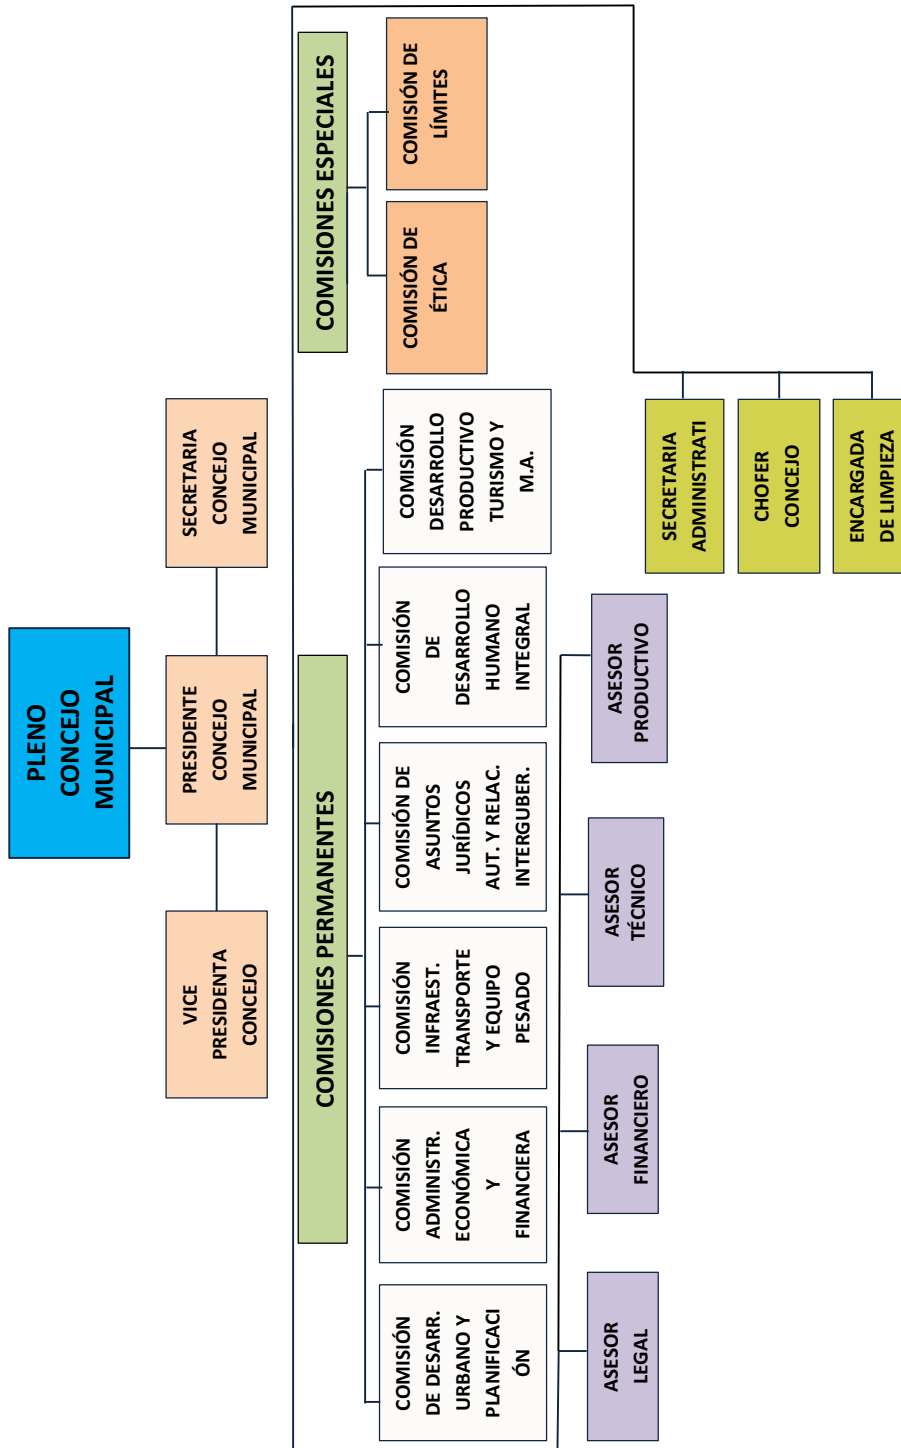 PLENO
CONCEJO
MUNICIPAL
VICE
PRESIDENTA
CONCEJO
PRESIDENTE
CONCEJO
MUNICIPAL
SECRETARIA
CONCEJO
MUNICIPAL
COMISIONES PERMANENTES
COMISIONES ESPECIALES
COMISIÓN
DE DESARR.
URBANO Y
PLANIFICACI
ÓN
COMISIÓN
ADMINISTR.
ECONÓMICA
Y
FINANCIERA
COMISIÓN
INFRAEST.
TRANSPORTE
Y EQUIPO
PESADO
COMISIÓN DE
ASUNTOS
JURÍDICOS
AUT. Y RELAC.
INTERGUBER.
COMISIÓN
DE
DESARROLLO
HUMANO
INTEGRAL
COMISIÓN
DESARROLLO
PRODUCTIVO
TURISMO Y
M.A.
COMISIÓN DE
ÉTICA
COMISIÓN DE
LÍMITES
ASESOR
LEGAL
ASESOR
FINANCIERO
ASESOR
TÉCNICO
ASESOR
PRODUCTIVO
SECRETARIA
ADMINISTRATI
CHOFER
CONCEJO
ENCARGADA
DE LIMPIEZA